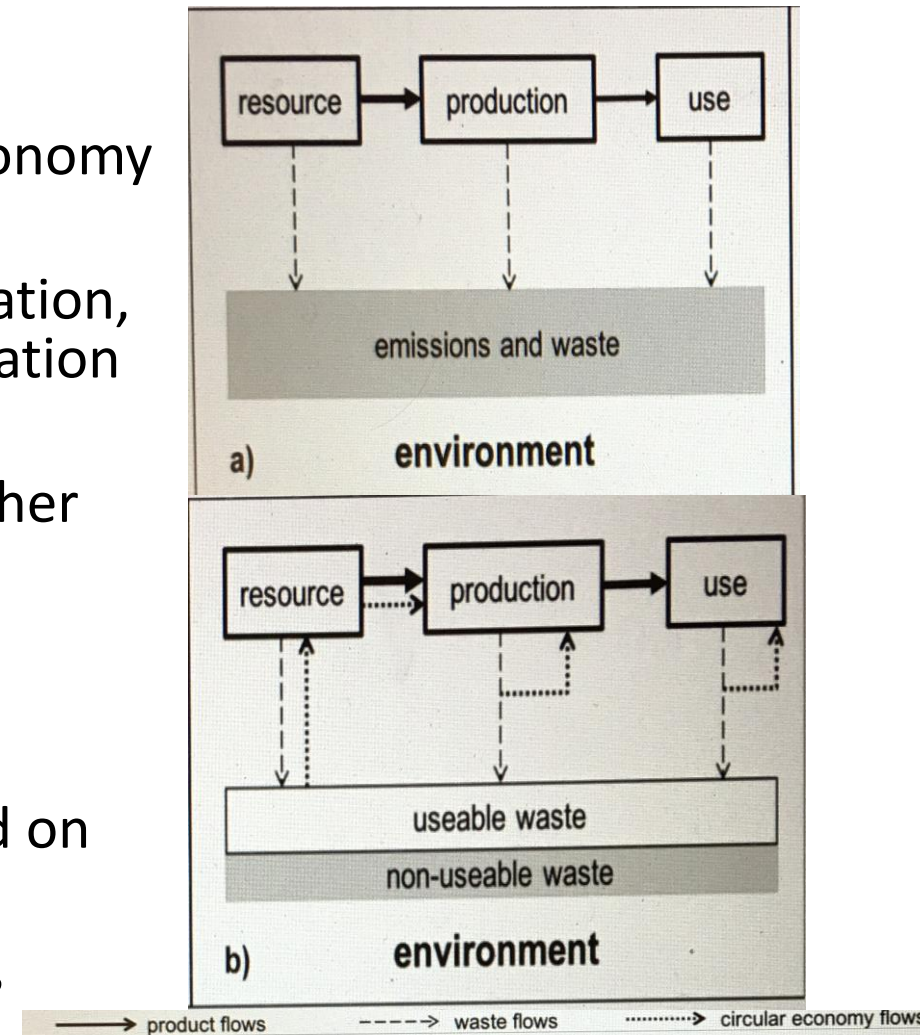 onomy
ation,
ation
her
d on
,
resource production use
emissions and waste
a) environment
resource production use
useable waste
non-useable waste
b) environment
product flows waste flows circular economy flows